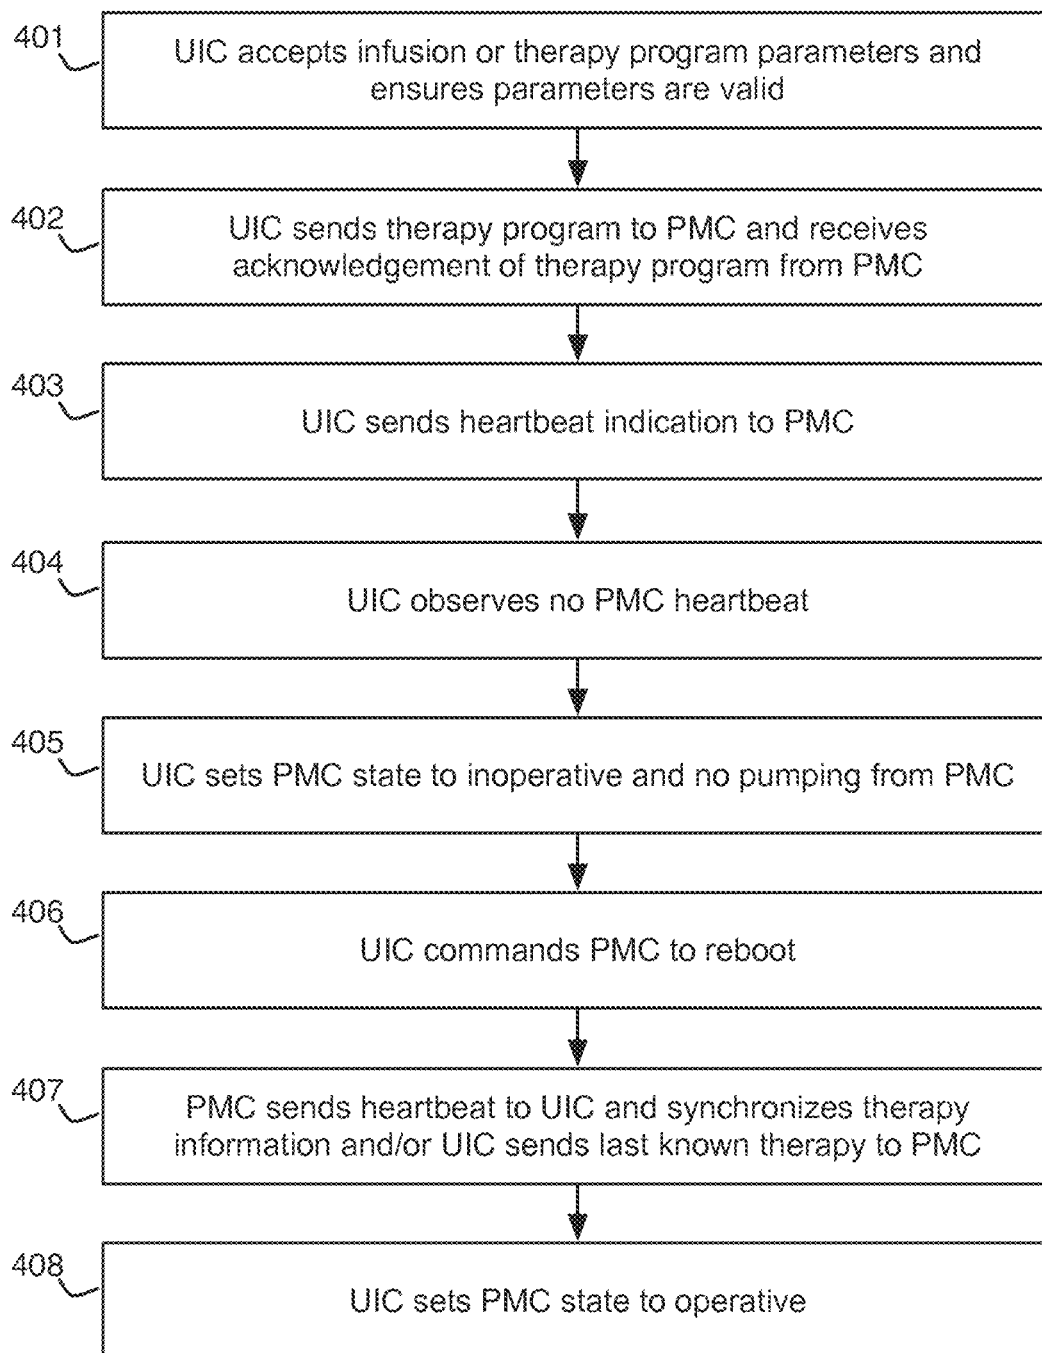 401
UIC accepts infusion or therapy program parameters and
ensures parameters are valid
402
UIC sends therapy program to PMC and receives
acknowledgement of therapy program from PMC
403
UIC sends heartbeat indication to PMC
404
UIC observes no PMC heartbeat
405
UIC sets PMC state to inoperative and no pumping from PMC
406
UIC commands PMC to reboot
407
PMC sends heartbeat to UIC and synchronizes therapy
information and/or UIC sends last known therapy to PMC
408
UIC sets PMC state to operative